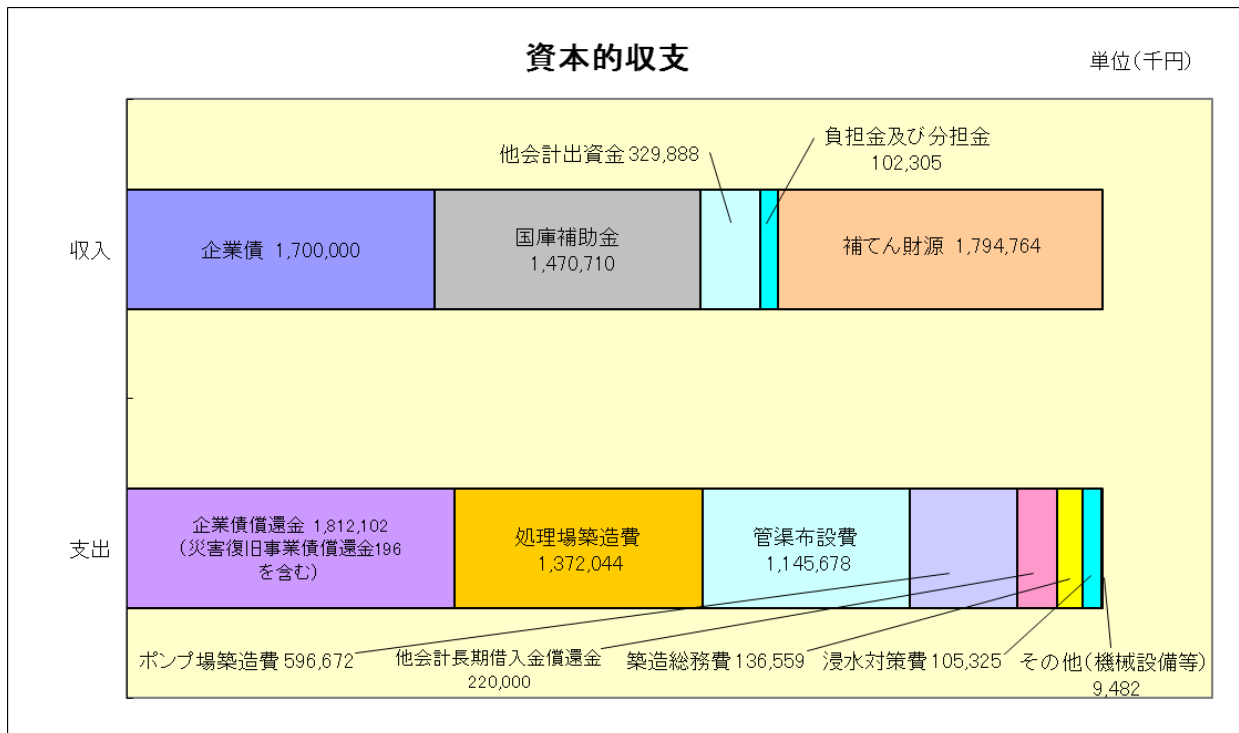 資本的収支
単位(千円)
他会計出資金 329,888
負担金及び分担金
102,305
収入
企業債 1,700,000
国庫補助金
1,470,710
補てん財源 1,794,764
支出
企業債償還金 1,812,102
(災害復旧事業債償還金196
を含む)
処理場築造費
1,372,044
管渠布設費
1,145,678
ポンプ場築造費 596,672
他会計長期借入金償還金
220,000
築造総務費 136,559
浸水対策費 105,325
その他(機械設備等)
9,482